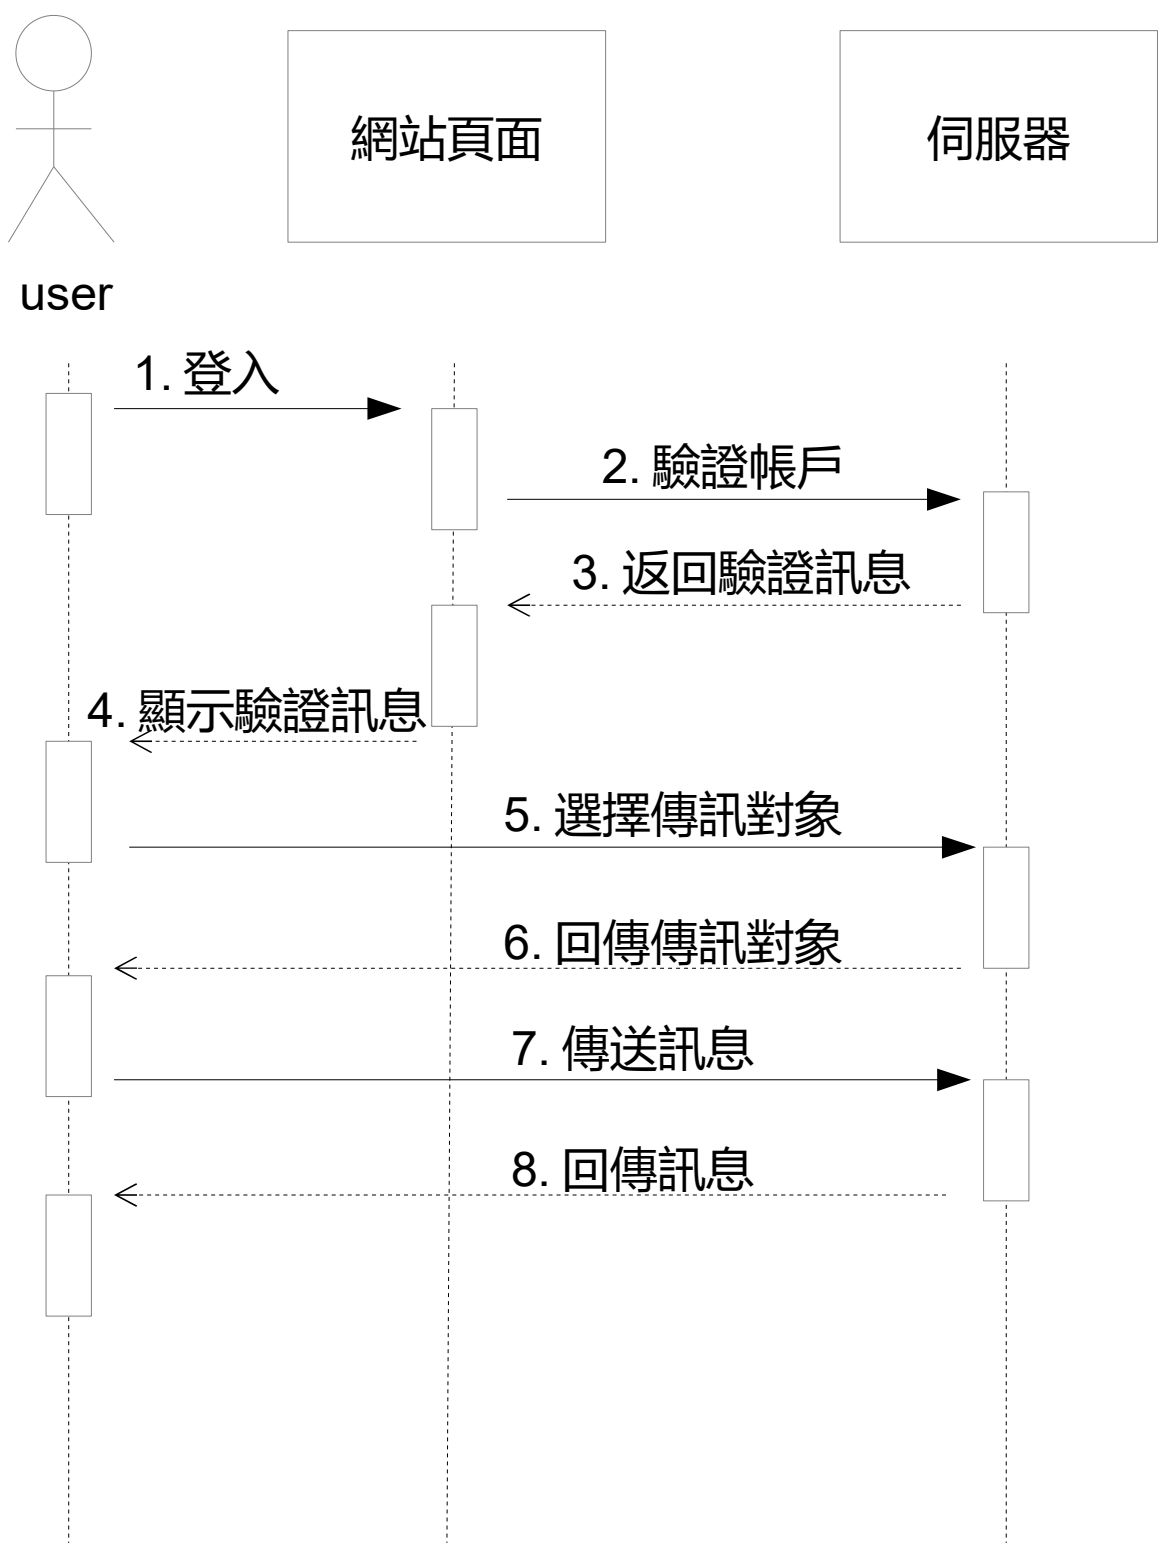 網站頁面
伺服器
user
1. 登入
2. 驗證帳戶
3. 返回驗證訊息
4. 顯示驗證訊息
5. 選擇傳訊對象
6. 回傳傳訊對象
7. 傳送訊息
8. 回傳訊息